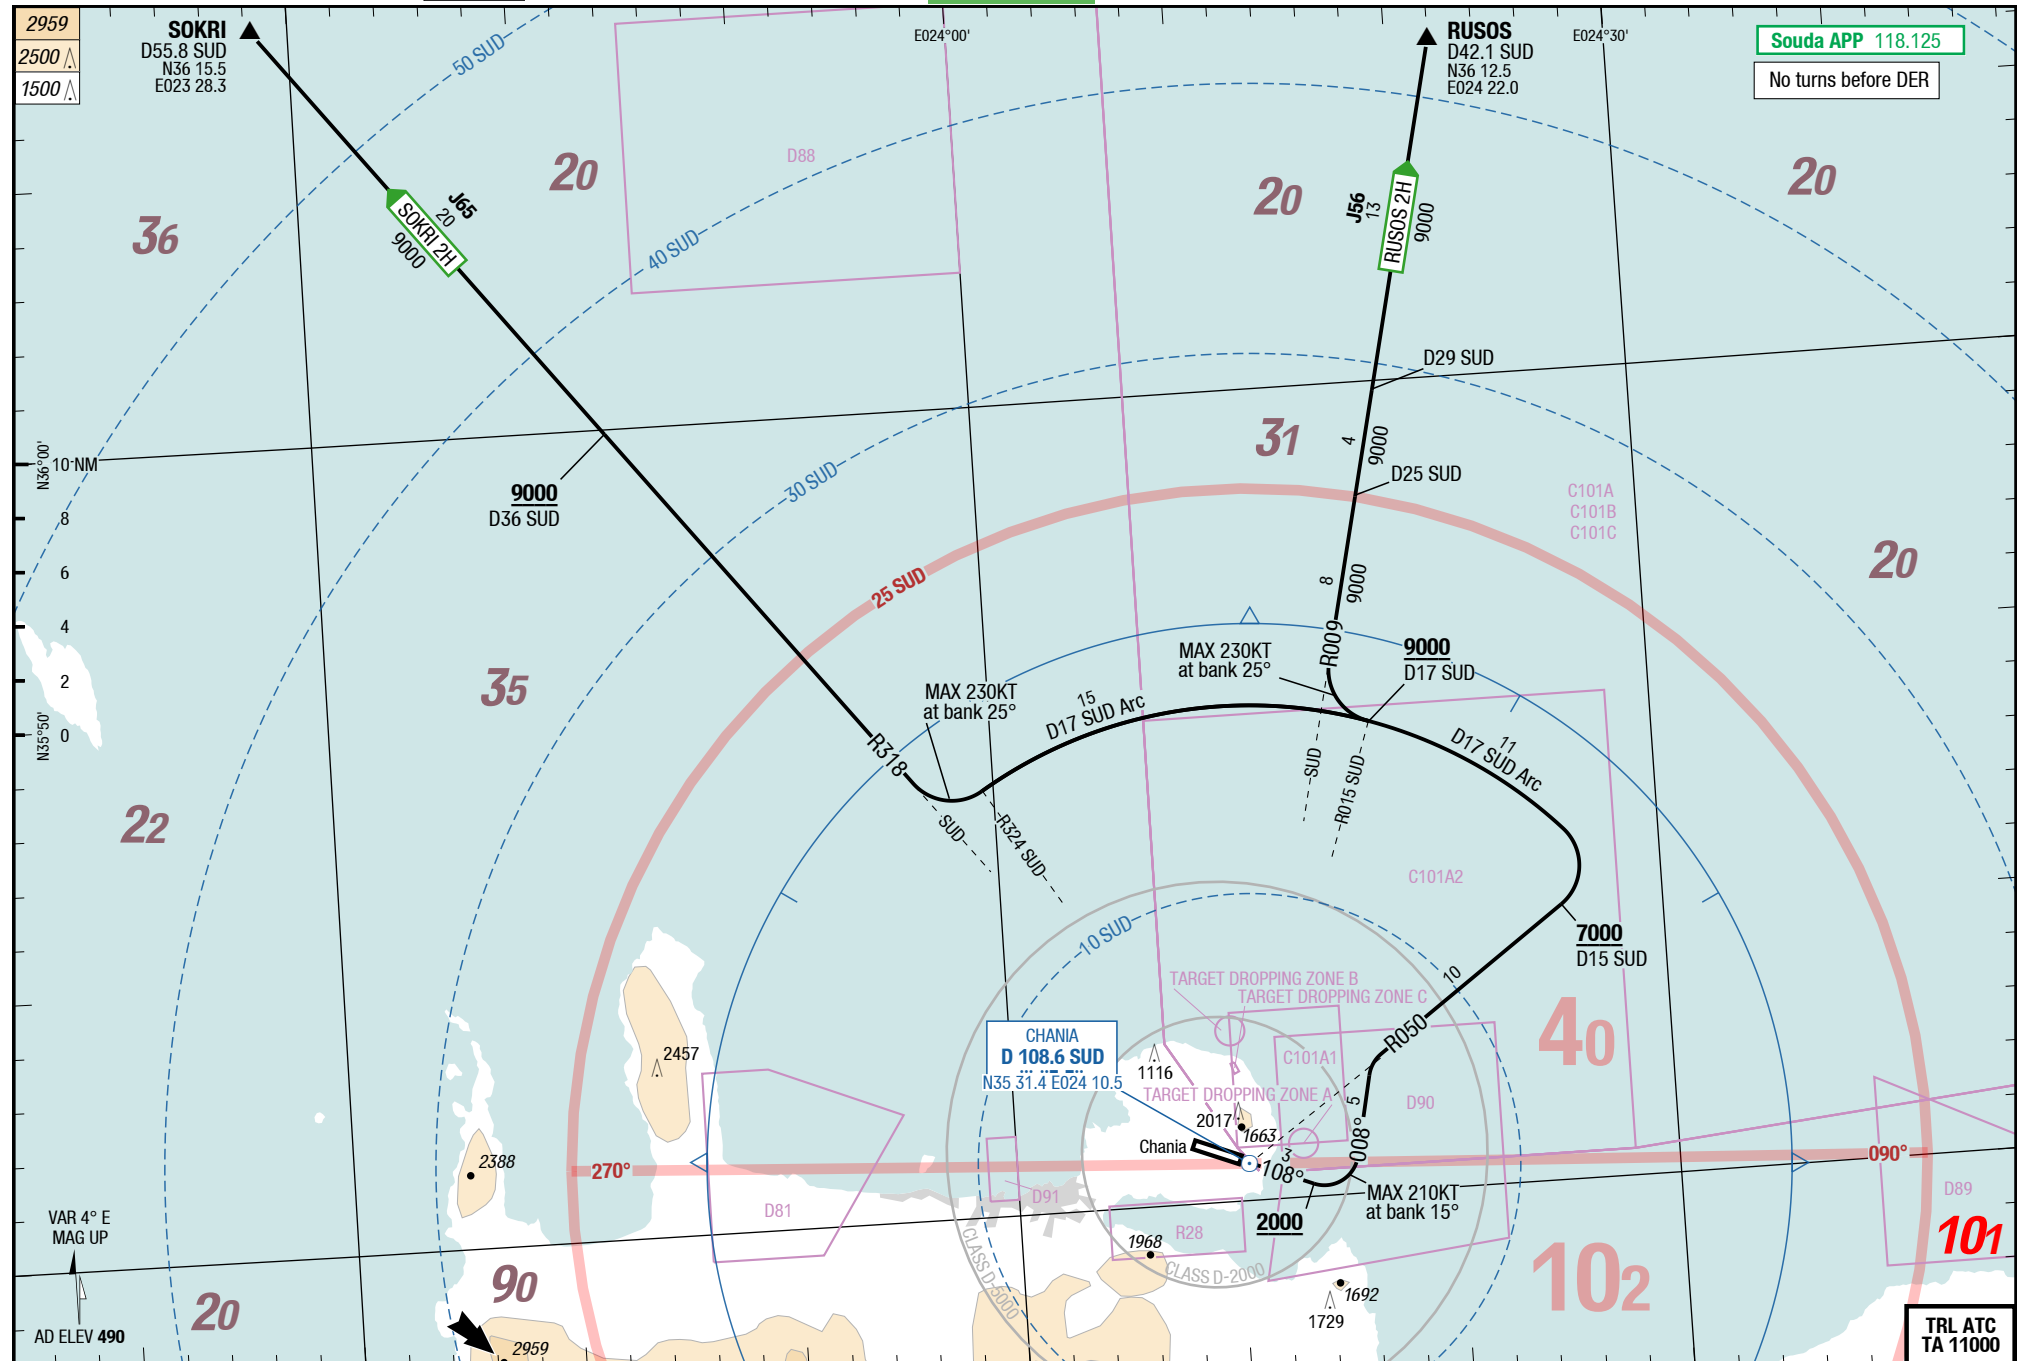 2959
2500
1500
SOKRI
D55.8 SUD
N36 15.5
E023 28.3
50 SUD
E024°00'
RUSOS
D42.1 SUD
N36 12.5
E024 22.0
E024°30'
Souda APP 118.125
No turns before DER
D88
20
20
20
36
J65
20
SOKRI 2H
9000
40 SUD
J56
13
RUSOS 2H
9000
D29 SUD
31
4
9000
D25 SUD
N36°00'
10 NM
8
6
4
2
0
N35°50'
9000
D36 SUD
30 SUD
C101A
C101B
C101C
20
25 SUD
8
9000
R009
MAX 230KT
at bank 25°
9000
D17 SUD
35
MAX 230KT
at bank 25°
15
D17 SUD Arc
11
D17 SUD Arc
R318
SUD
R015 SUD
22
SUD
R324 SUD
C101A2
10 SUD
7000
D15 SUD
10
TARGET DROPPING ZONE B
TARGET DROPPING ZONE C
R050
40
CHANIA
D 108.6 SUD
N35 31.4 E024 10.5
2457
1116
C101A1
TARGET DROPPING ZONE A
D90
5
2017
1663
Chania
3
108°
008°
2388
270°
090°
D81
D91
MAX 210KT
at bank 15°
2000
R28
D89
101
VAR 4° E
MAG UP
1968
CLASS D-5000
CLASS D-2000
102
1692
1729
90
20
AD ELEV 490
2959
TRL ATC
TA 11000